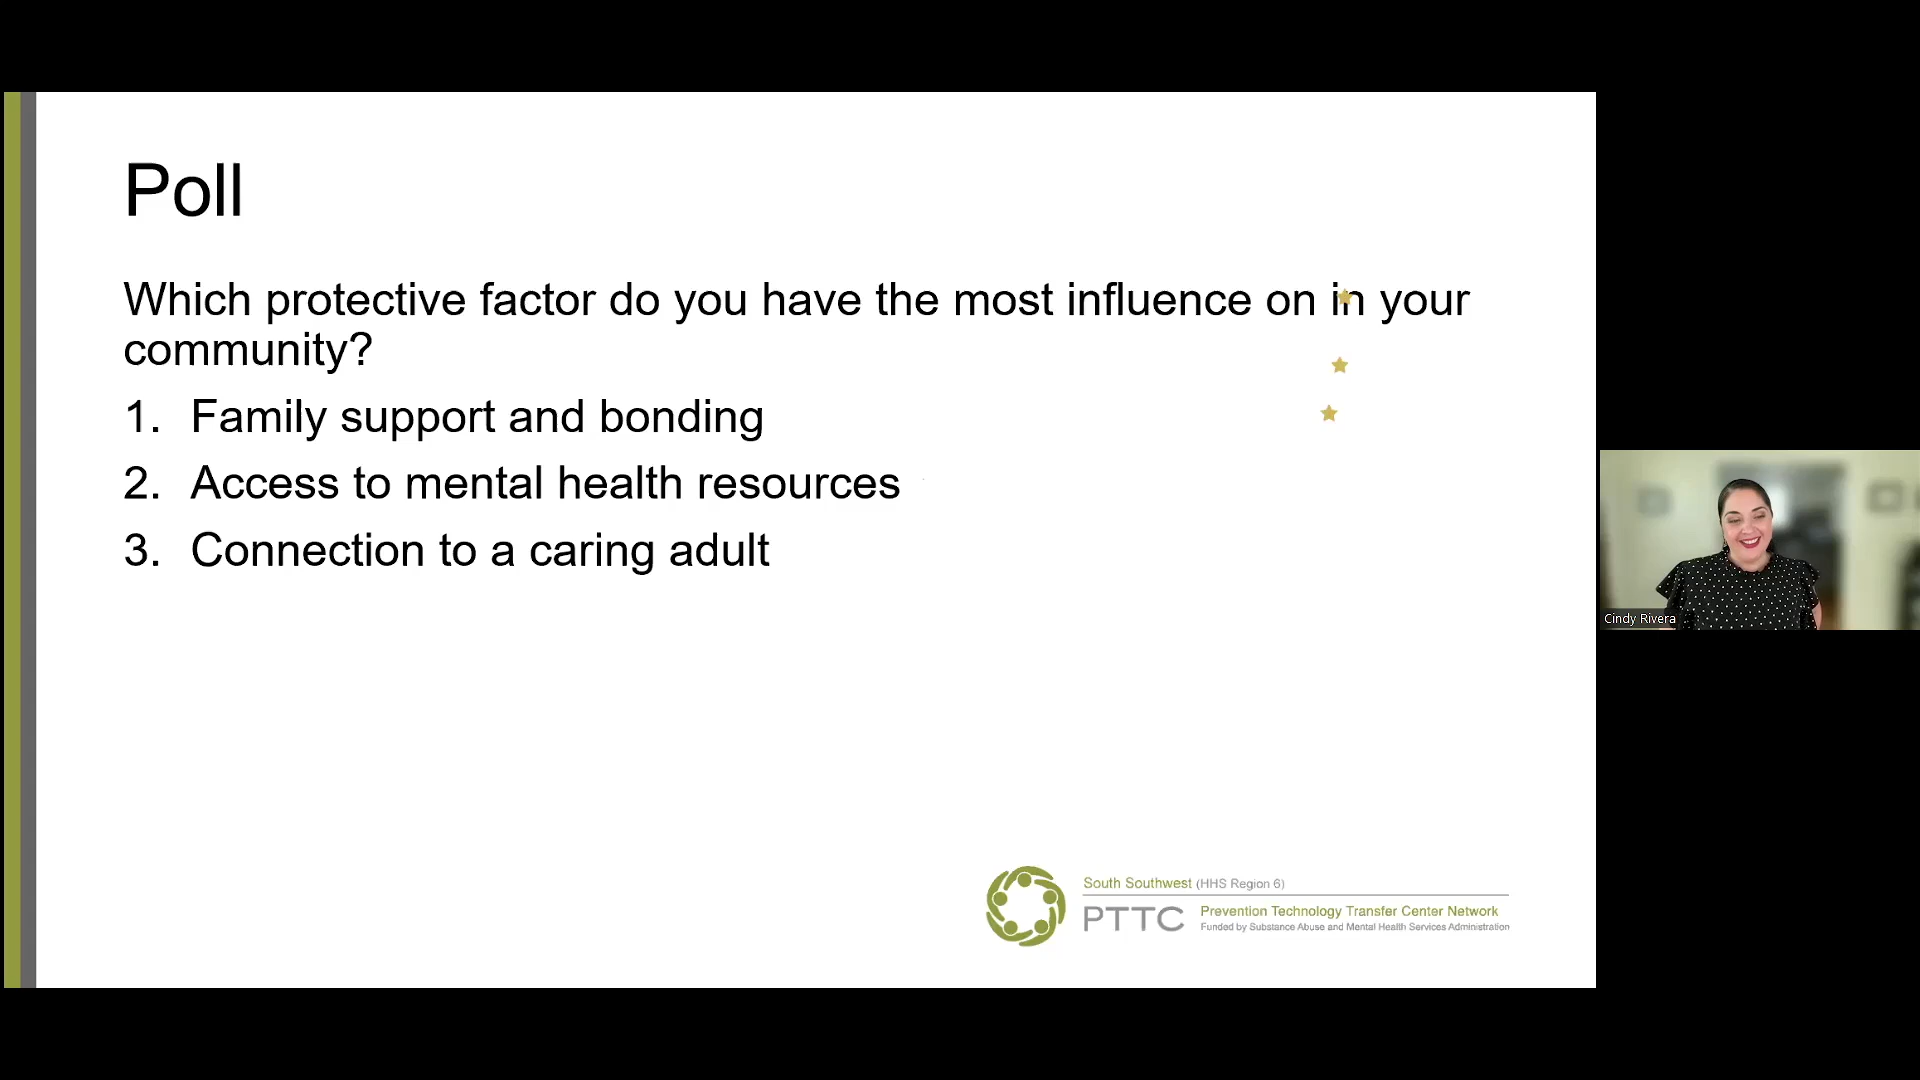 Poll
Which protective factor do you have the most influence on in your
community?
1. Family support and bonding
2. Access to mental health resources
3. Connection to a caring adult
Cindy Rivera
South Southwest (HHS Region 6)
PTTC
Prevention Technology Transfer Center Network
Funded by Substance Abuse and Mental Health Services Administration